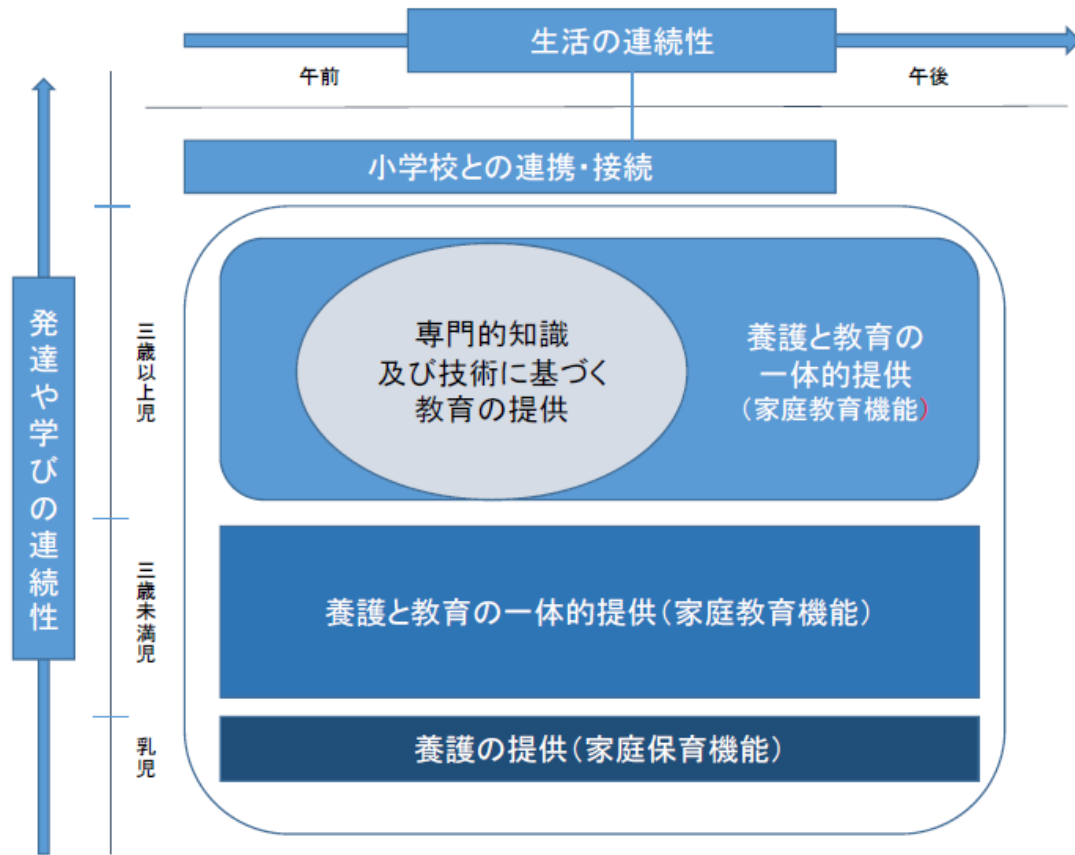 生活の連続性
午前
午後
小学校との連携・接続
発達や学びの連続性
三歳以上児
専門的知識
及び技術に基づく
教育の提供
養護と教育の
一体的提供
(家庭教育機能)
三歳未満児
養護と教育の一体的提供(家庭教育機能)
乳児
養護の提供(家庭保育機能)